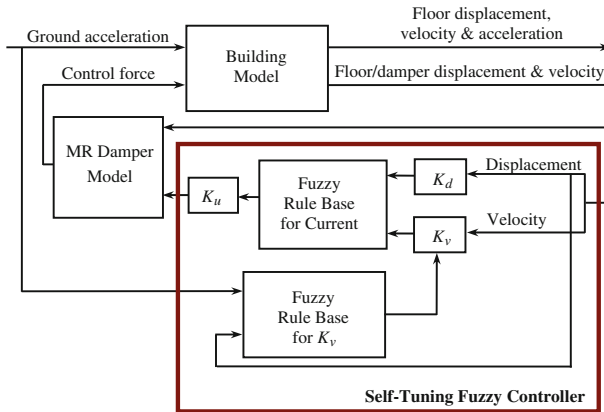 Floor displacement,
velocity & acceleration
Ground acceleration
Building
Model
Control force
Floor/damper displacement & velocity
MR Damper
Model
Fuzzy
Rule Base
for Current
K_u
K_d
Displacement
Velocity
K_v
Fuzzy
Rule Base
for K_v
Self-Tuning Fuzzy Controller